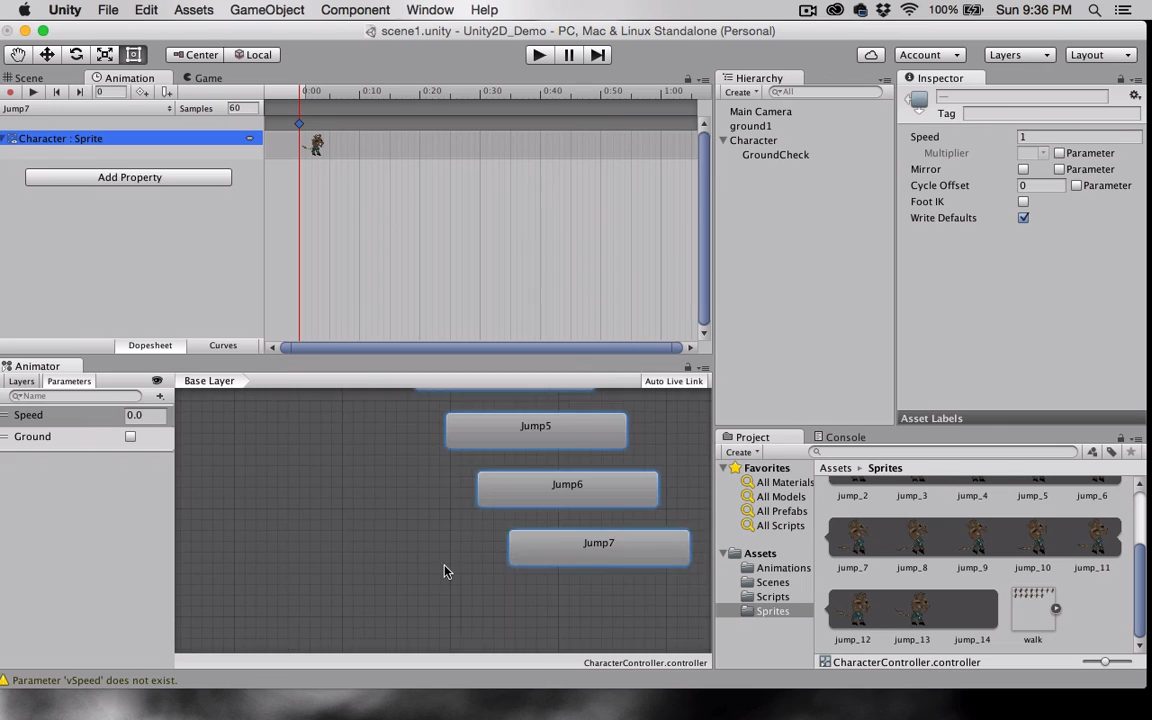 Unity File Edit Assets GameObject Component Window Help 100% Sun 9:36 PM
scene1.unity - Unity2D_Demo - PC, Mac & Linux Standalone (Personal)
Center Local Account Layers Layout
Scene Animation Game
0 0:00 0:10 0:20 0:30 0:40 0:50 1:00
Jump7 Samples 60
Character : Sprite
Add Property
Dopesheet Curves
Hierarchy
Create All
Main Camera
ground1
Character
GroundCheck
Inspector
—
Tag
Speed 1
Multiplier Parameter
Mirror Parameter
Cycle Offset 0 Parameter
Foot IK
Write Defaults
Asset Labels
Animator
Layers Parameters Base Layer Auto Live Link
Name
Speed 0.0
Ground
Jump5
Jump6
Jump7
CharacterController.controller
Project Console
Create
Favorites
All Materials
All Models
All Prefabs
All Scripts
Assets
Animations
Scenes
Scripts
Sprites
Assets Sprites
jump_2 jump_3 jump_4 jump_5 jump_6
jump_7 jump_8 jump_9 jump_10 jump_11
jump_12 jump_13 jump_14 walk
CharacterController.controller
Parameter 'vSpeed' does not exist.